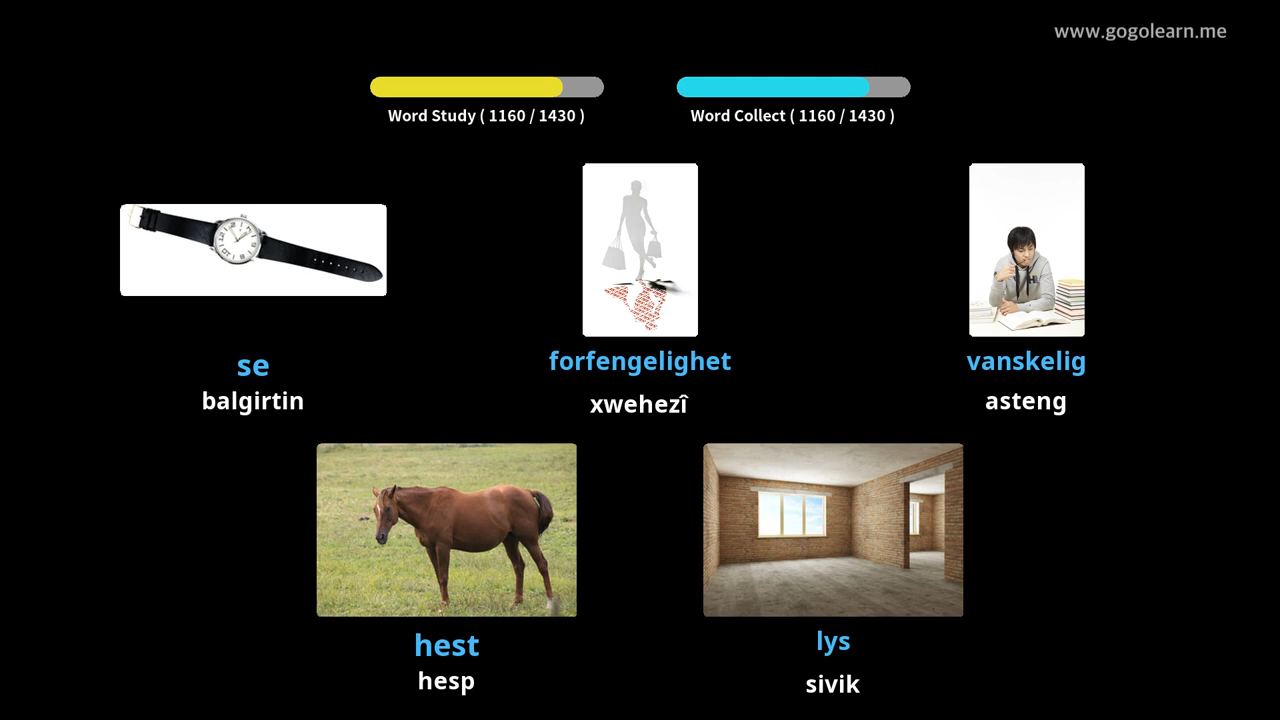 www.gogolearn.me
Word Study ( 1160 / 1430 )
Word Collect ( 1160 / 1430 )
se
balgirtin
forfengelighet
xwehezî
vanskelig
asteng
hest
hesp
lys
sivik